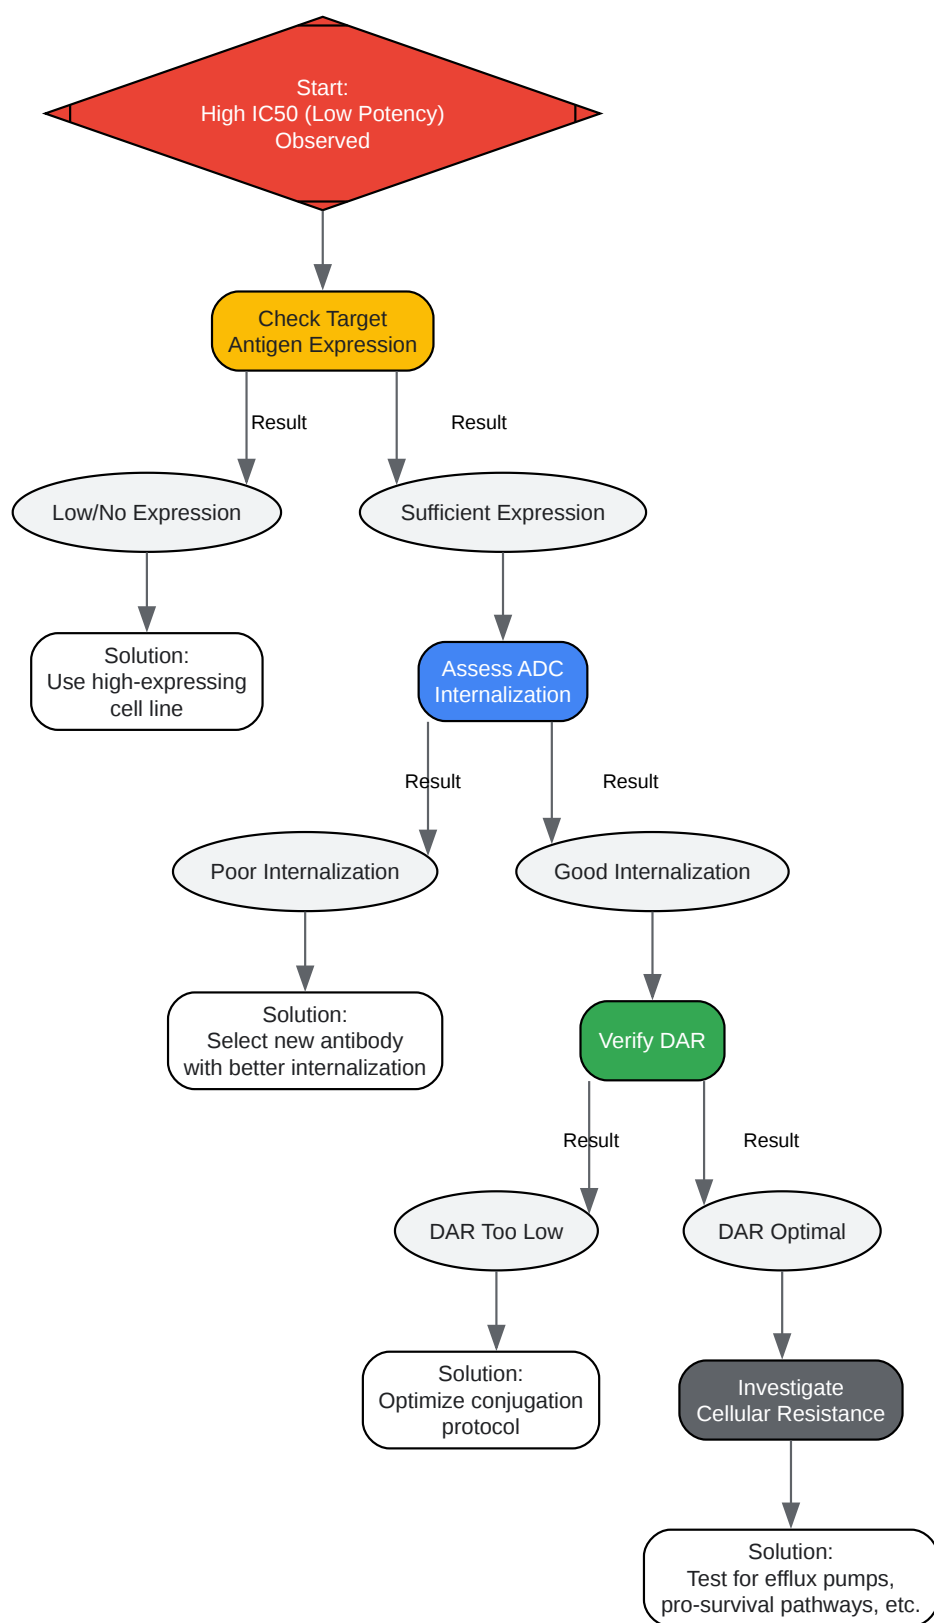 Start:
High IC50 (Low Potency)
Observed
Check Target
Antigen Expression
Result
Result
Low/No Expression
Sufficient Expression
Solution:
Use high-expressing
cell line
Assess ADC
Internalization
Result
Result
Poor Internalization
Good Internalization
Solution:
Select new antibody
with better internalization
Verify DAR
Result
Result
DAR Too Low
DAR Optimal
Solution:
Optimize conjugation
protocol
Investigate
Cellular Resistance
Solution:
Test for efflux pumps,
pro-survival pathways, etc.